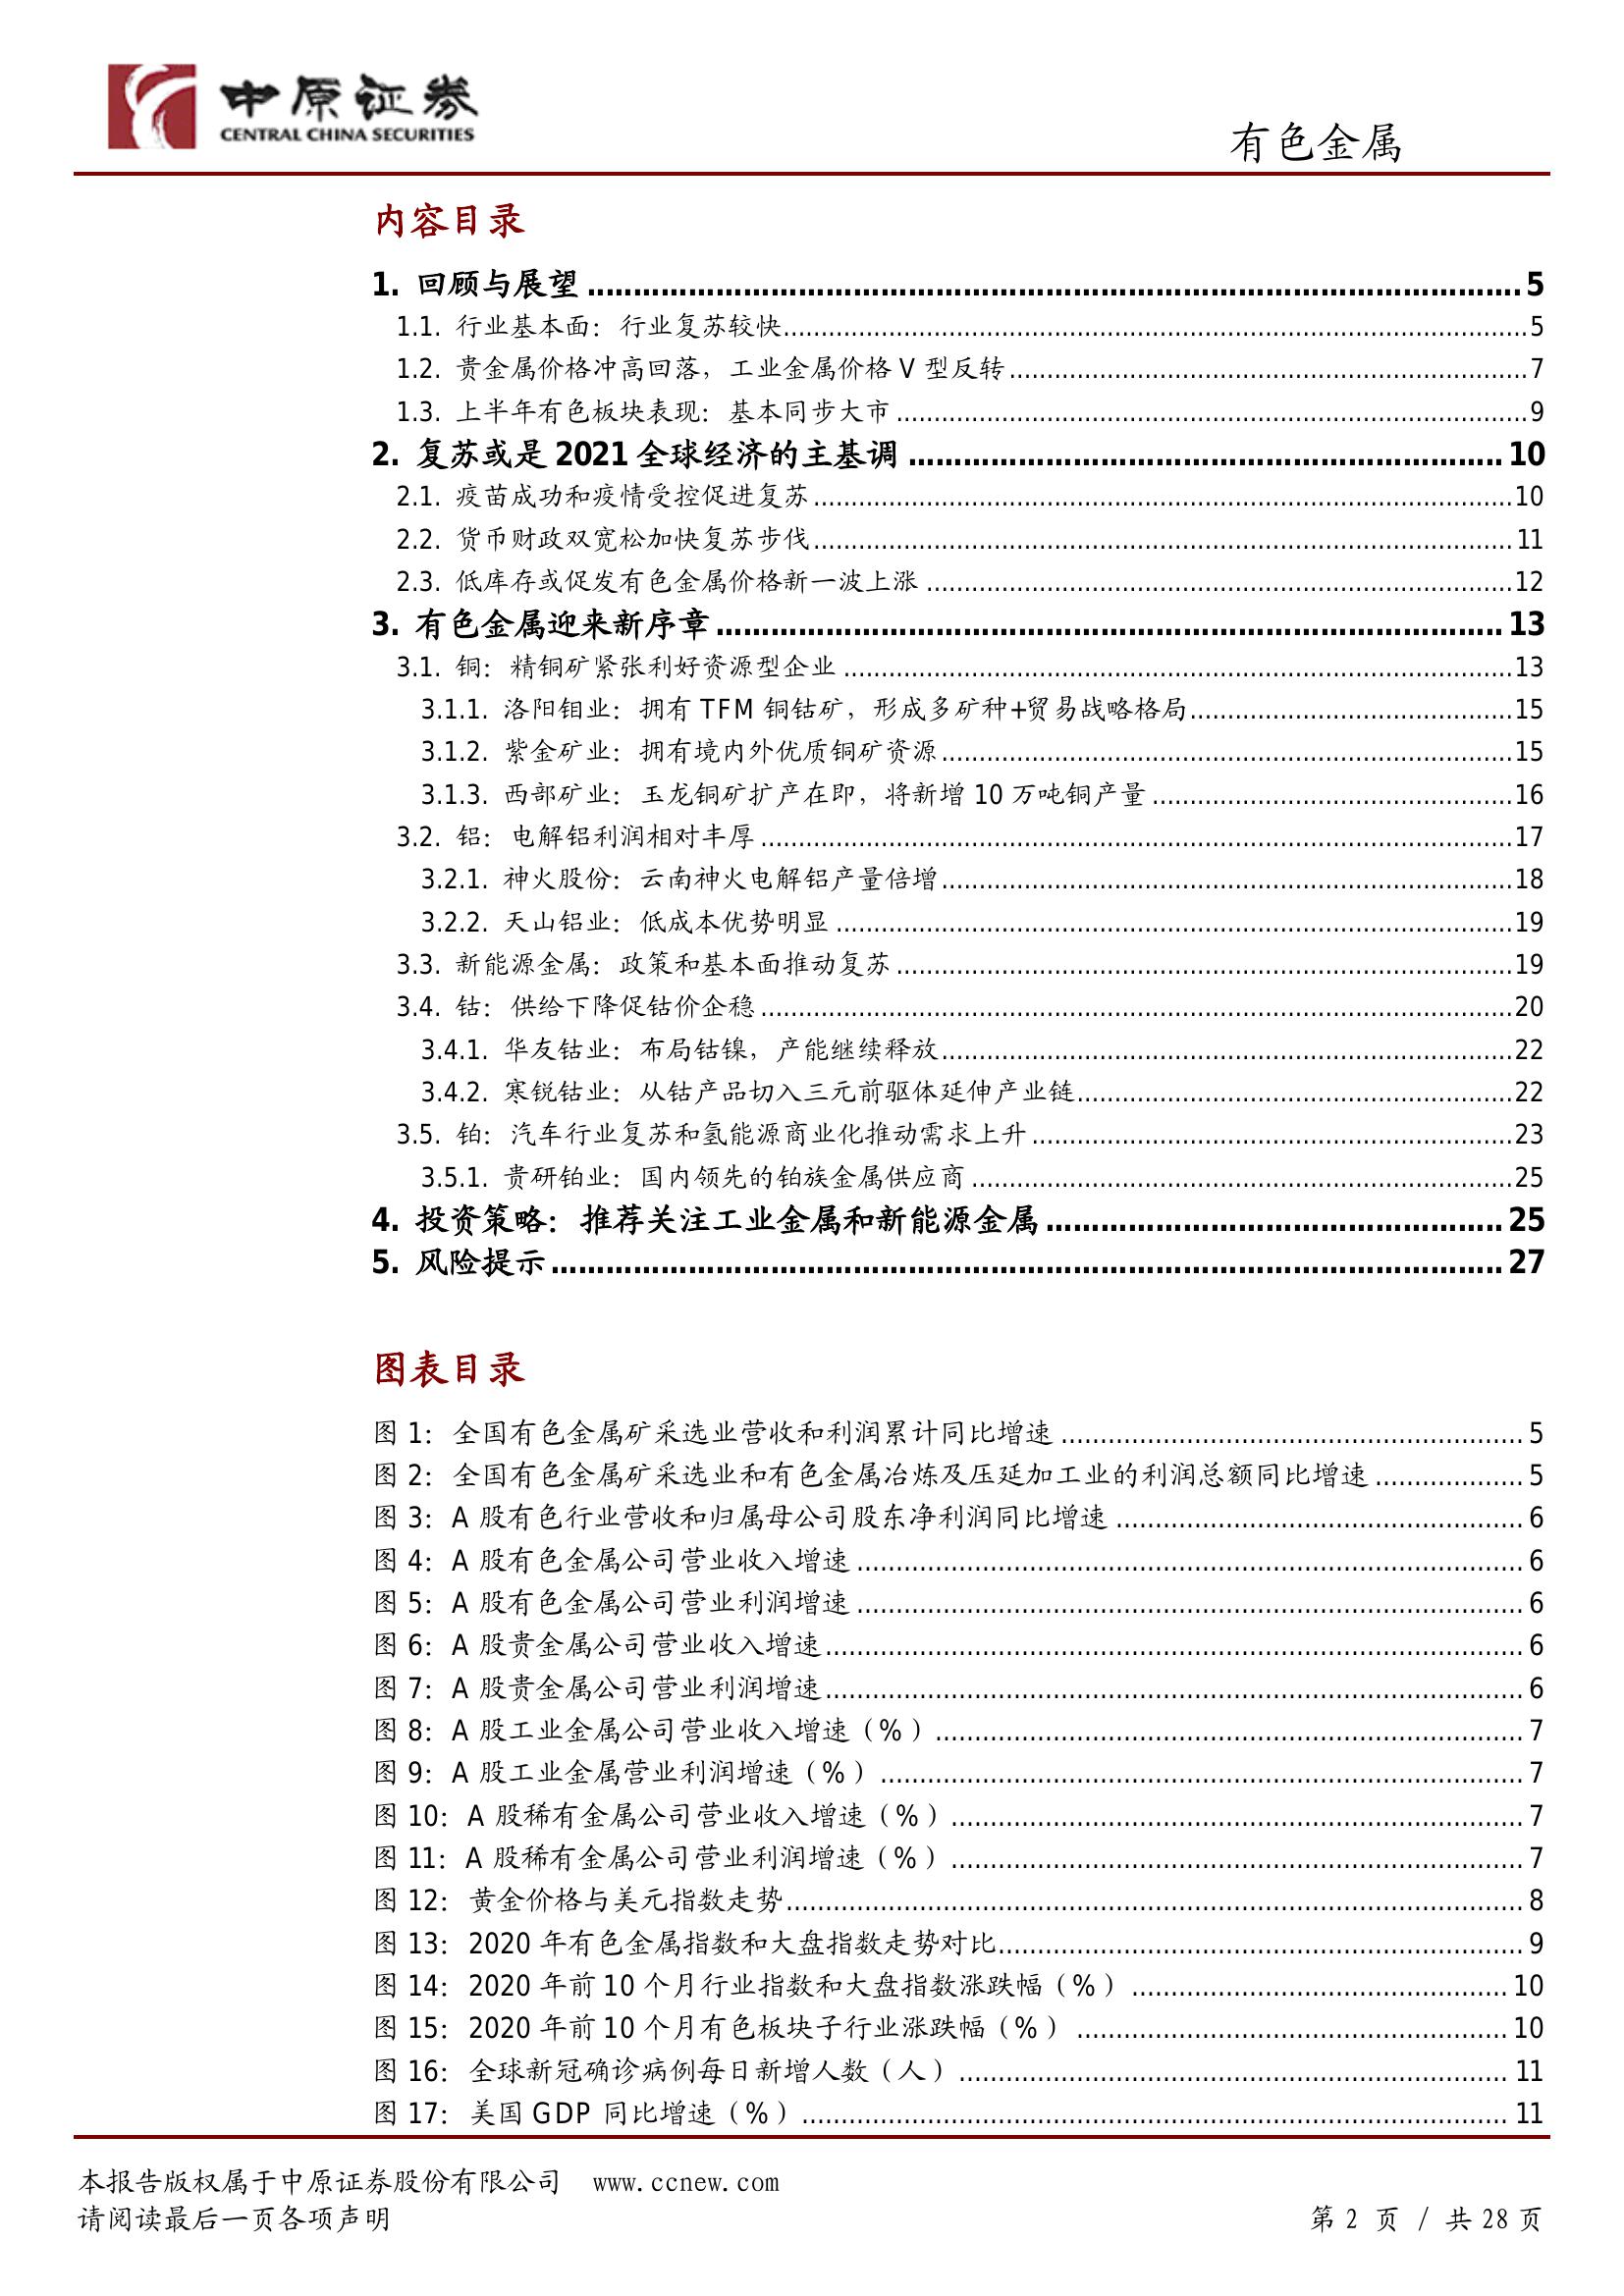 中原证券
CENTRAL CHINA SECURITIES
有色金属
内容目录
1. 回顾与展望 5
1.1. 行业基本面：行业复苏较快 5
1.2. 贵金属价格冲高回落，工业金属价格 V 型反转 7
1.3. 上半年有色板块表现：基本同步大市 9
2. 复苏或是 2021 全球经济的主基调 10
2.1. 疫苗成功和疫情受控促进复苏 10
2.2. 货币财政双宽松加快复苏步伐 11
2.3. 低库存或促发有色金属价格新一波上涨 12
3. 有色金属迎来新序章 13
3.1. 铜：精铜矿紧张利好资源型企业 13
3.1.1. 洛阳钼业：拥有 TFM 铜钴矿，形成多矿种+贸易战略格局 15
3.1.2. 紫金矿业：拥有境内外优质铜矿资源 15
3.1.3. 西部矿业：玉龙铜矿扩产在即，将新增 10 万吨铜产量 16
3.2. 铝：电解铝利润相对丰厚 17
3.2.1. 神火股份：云南神火电解铝产量倍增 18
3.2.2. 天山铝业：低成本优势明显 19
3.3. 新能源金属：政策和基本面推动复苏 19
3.4. 钴：供给下降促钴价企稳 20
3.4.1. 华友钴业：布局钴镍，产能继续释放 22
3.4.2. 寒锐钴业：从钴产品切入三元前驱体延伸产业链 22
3.5. 铂：汽车行业复苏和氢能源商业化推动需求上升 23
3.5.1. 贵研铂业：国内领先的铂族金属供应商 25
4. 投资策略：推荐关注工业金属和新能源金属 25
5. 风险提示 27
图表目录
图 1：全国有色金属矿采选业营收和利润累计同比增速 5
图 2：全国有色金属矿采选业和有色金属冶炼及压延加工业的利润总额同比增速 5
图 3：A 股有色行业营收和归属母公司股东净利润同比增速 6
图 4：A 股有色金属公司营业收入增速 6
图 5：A 股有色金属公司营业利润增速 6
图 6：A 股贵金属公司营业收入增速 6
图 7：A 股贵金属公司营业利润增速 6
图 8：A 股工业金属公司营业收入增速（%） 7
图 9：A 股工业金属营业利润增速（%） 7
图 10：A 股稀有金属公司营业收入增速（%） 7
图 11：A 股稀有金属公司营业利润增速（%） 7
图 12：黄金价格与美元指数走势 8
图 13：2020 年有色金属指数和大盘指数走势对比 9
图 14：2020 年前 10 个月行业指数和大盘指数涨跌幅（%） 10
图 15：2020 年前 10 个月有色板块子行业涨跌幅（%） 10
图 16：全球新冠确诊病例每日新增人数（人） 11
图 17：美国 GDP 同比增速（%） 11
本报告版权属于中原证券股份有限公司 www.ccnew.com
请阅读最后一页各项声明 第 2 页 / 共 28 页